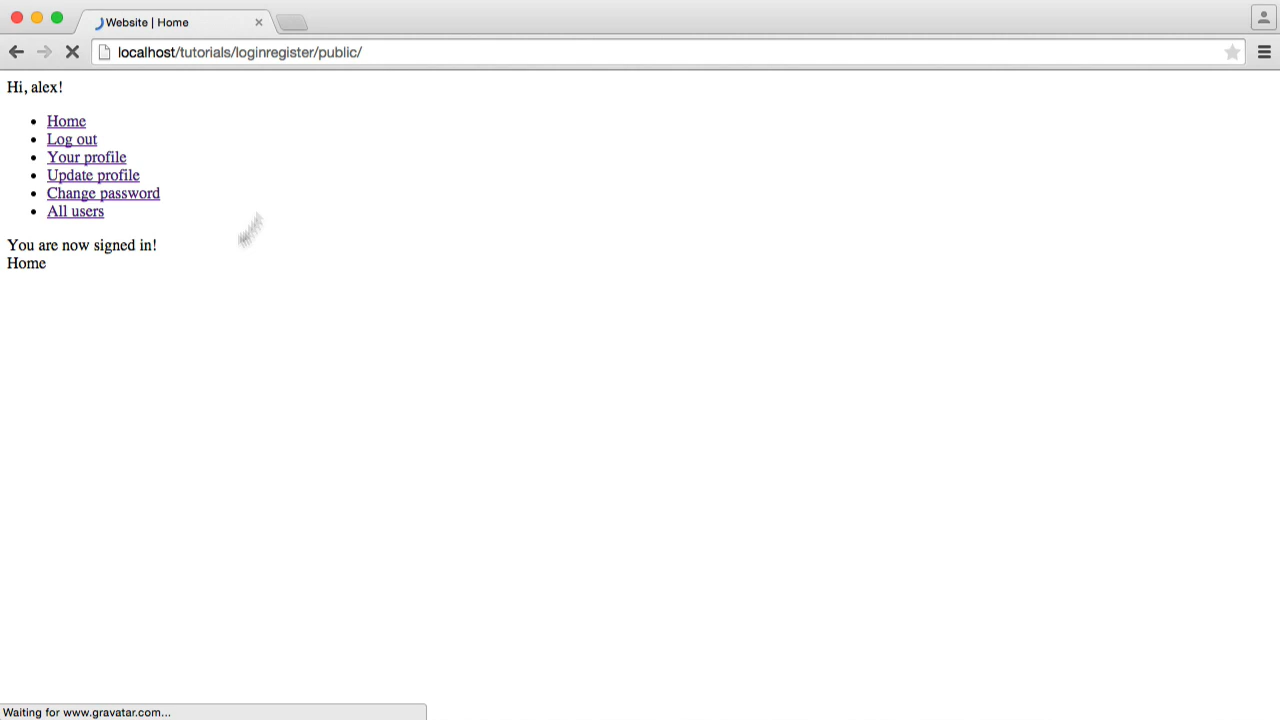 Website | Home
localhost/tutorials/loginregister/public/
Hi, alex!
Home
Log out
Your profile
Update profile
Change password
All users
You are now signed in!
Home
Waiting for www.gravatar.com...